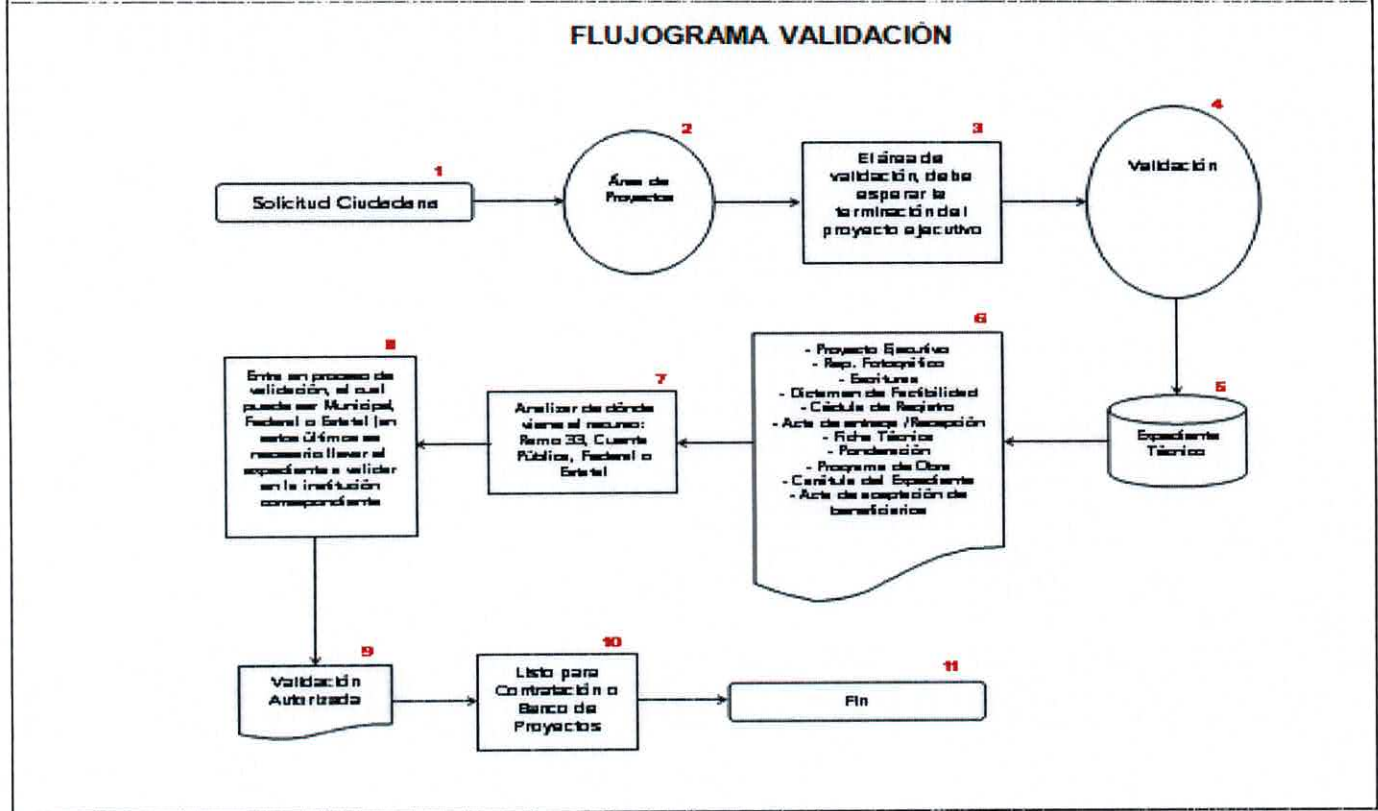 FLUJOGRAMA VALIDACIÓN
1
Solicitud Ciudadana
2
Área de
Proyectos
3
El área de
validación, debe
esperar la
terminación del
proyecto ejecutivo
4
Validación
5
Expediente
Técnico
6
- Proyecto Ejecutivo
- Rep. Fotográfico
- Escrituras
- Dictamen de Factibilidad
- Cédula de Registro
- Acta de entrega /Recepción
- Ficha Técnica
- Ponderación
- Programa de Obra
- Carátula del Expediente
- Acta de aceptación de
beneficiarios
7
Analizar de dónde
viene el recurso:
Ramo 33, Cuenta
Pública, Federal o
Estatal
8
Entra en proceso de
validación, el cual
puede ser Municipal,
Federal o Estatal (en
estos últimos es
necesario llevar el
expediente a validar
en la institución
correspondiente
9
Validación
Autorizada
10
Listo para
Contratación o
Banco de
Proyectos
11
Fin